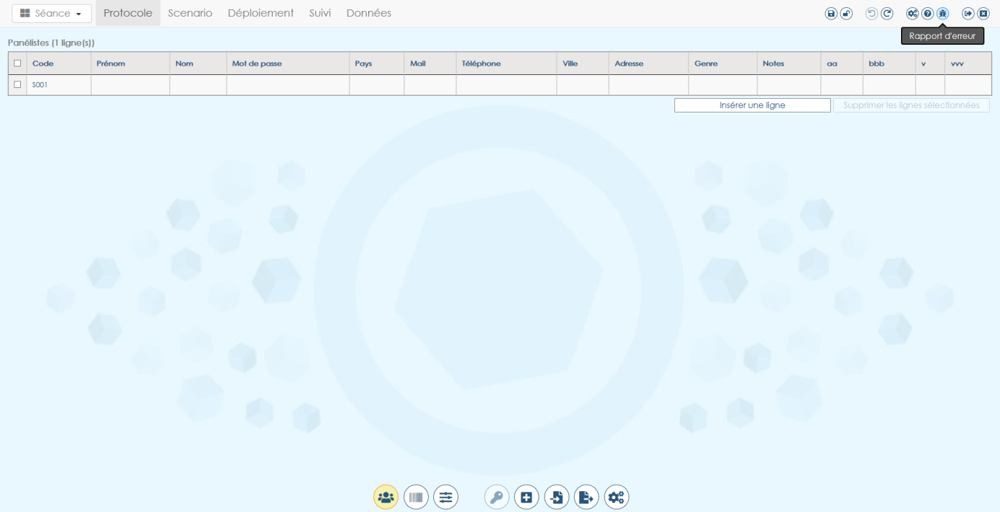 Séance Protocole Scenario Déploiement Suivi Données
Rapport d'erreur
Panélistes (1 ligne(s))
Code Prénom Nom Mot de passe Pays Mail Téléphone Ville Adresse Genre Notes aa bbb v vvv
S001
Insérer une ligne Supprimer les lignes sélectionnées